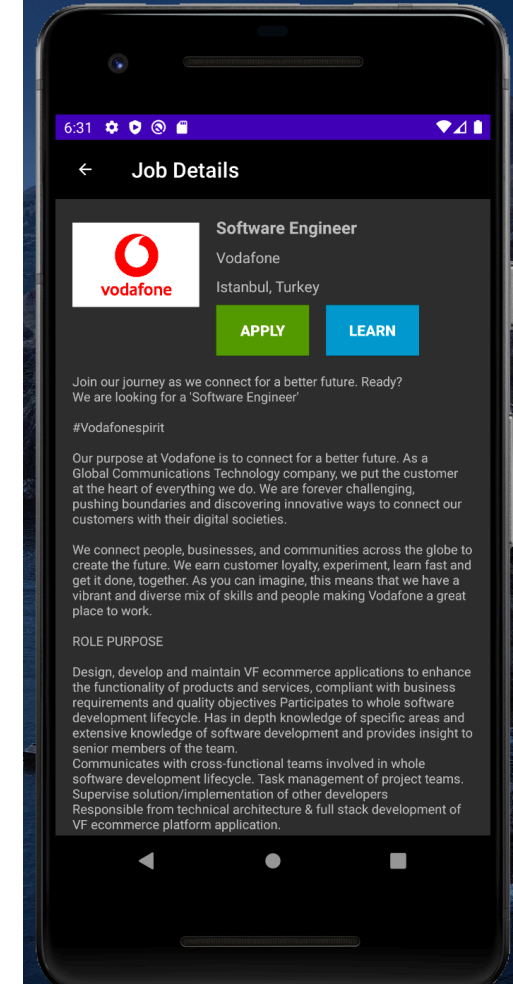 6:31
Job Details
vodafone
Software Engineer
Vodafone
Istanbul, Turkey
APPLY
LEARN
Join our journey as we connect for a better future. Ready?
We are looking for a 'Software Engineer'
#Vodafonespirit
Our purpose at Vodafone is to connect for a better future. As a
Global Communications Technology company, we put the customer
at the heart of everything we do. We are forever challenging,
pushing boundaries and discovering innovative ways to connect our
customers with their digital societies.
We connect people, businesses, and communities across the globe to
create the future. We earn customer loyalty, experiment, learn fast and
get it done, together. As you can imagine, this means that we have a
vibrant and diverse mix of skills and people making Vodafone a great
place to work.
ROLE PURPOSE
Design, develop and maintain VF ecommerce applications to enhance
the functionality of products and services, compliant with business
requirements and quality objectives Participates to whole software
development lifecycle. Has in depth knowledge of specific areas and
extensive knowledge of software development and provides insight to
senior members of the team.
Communicates with cross-functional teams involved in whole
software development lifecycle. Task management of project teams.
Supervise solution/implementation of other developers
Responsible from technical architecture & full stack development of
VF ecommerce platform application.